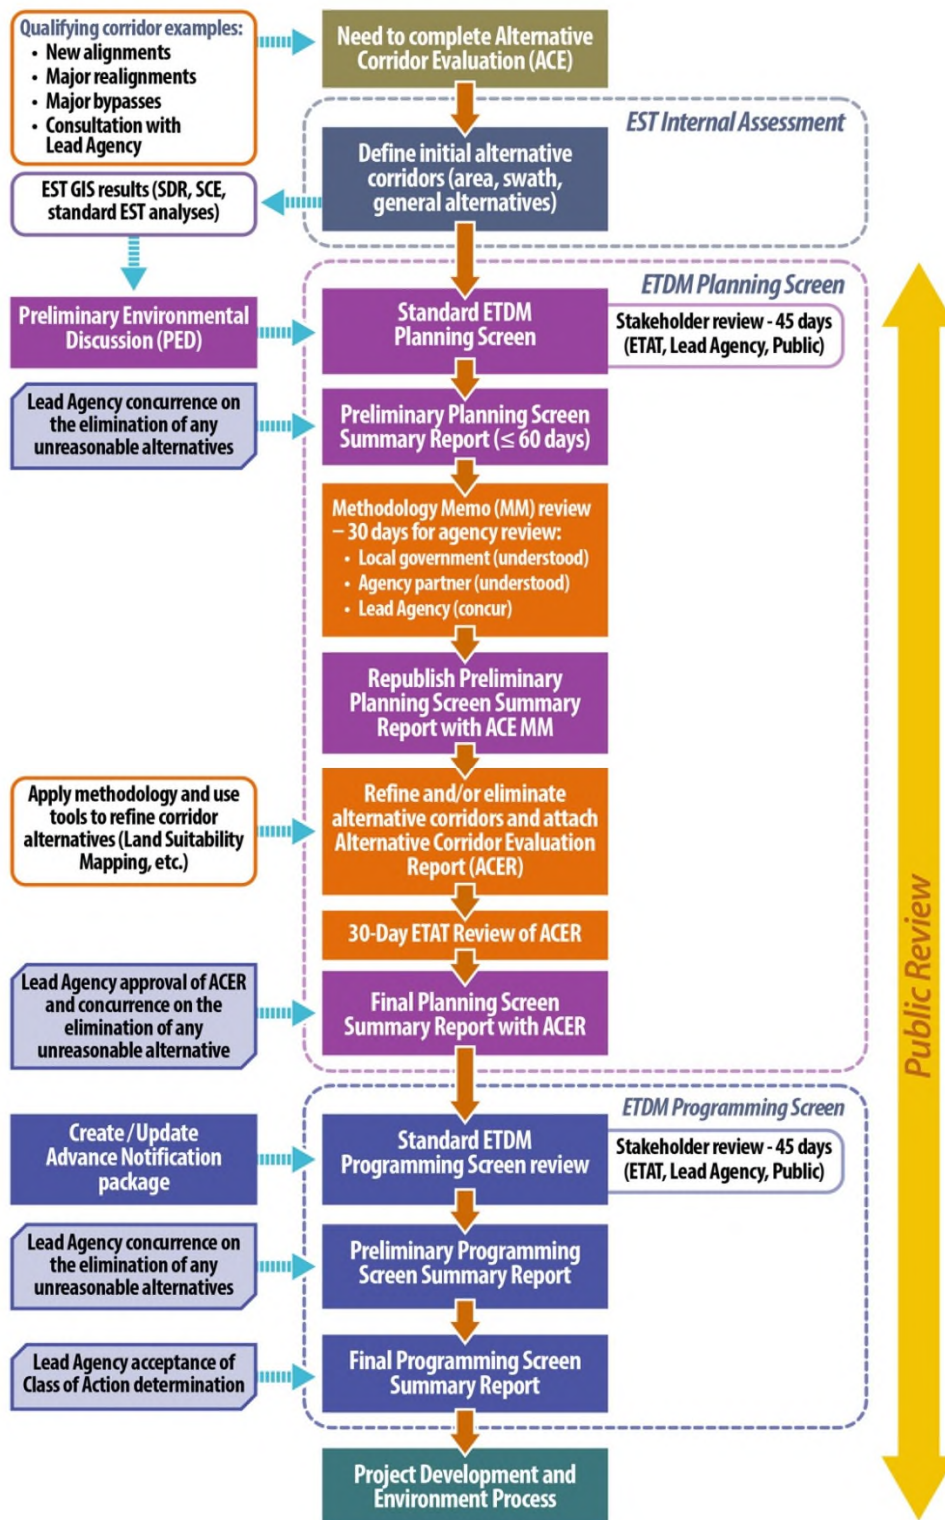 Qualifying corridor examples:
• New alignments
• Major realignments
• Major bypasses
• Consultation with
Lead Agency
Need to complete Alternative
Corridor Evaluation (ACE)
EST Internal Assessment
Define initial alternative
corridors (area, swath,
general alternatives)
EST GIS results (SDR, SCE,
standard EST analyses)
ETDM Planning Screen
Preliminary Environmental
Discussion (PED)
Standard ETDM
Planning Screen
Stakeholder review - 45 days
(ETAT, Lead Agency, Public)
Lead Agency concurrence on
the elimination of any
unreasonable alternatives
Preliminary Planning Screen
Summary Report (≤ 60 days)
Methodology Memo (MM) review
– 30 days for agency review:
• Local government (understood)
• Agency partner (understood)
• Lead Agency (concur)
Republish Preliminary
Planning Screen Summary
Report with ACE MM
Apply methodology and use
tools to refine corridor
alternatives (Land Suitability
Mapping, etc.)
Refine and/or eliminate
alternative corridors and attach
Alternative Corridor Evaluation
Report (ACER)
30-Day ETAT Review of ACER
Lead Agency approval of ACER
and concurrence on the
elimination of any
unreasonable alternative
Final Planning Screen
Summary Report with ACER
Public Review
ETDM Programming Screen
Create / Update
Advance Notification
package
Standard ETDM
Programming Screen review
Stakeholder review - 45 days
(ETAT, Lead Agency, Public)
Lead Agency concurrence on
the elimination of any
unreasonable alternatives
Preliminary Programming
Screen Summary Report
Lead Agency acceptance of
Class of Action determination
Final Programming Screen
Summary Report
Project Development and
Environment Process